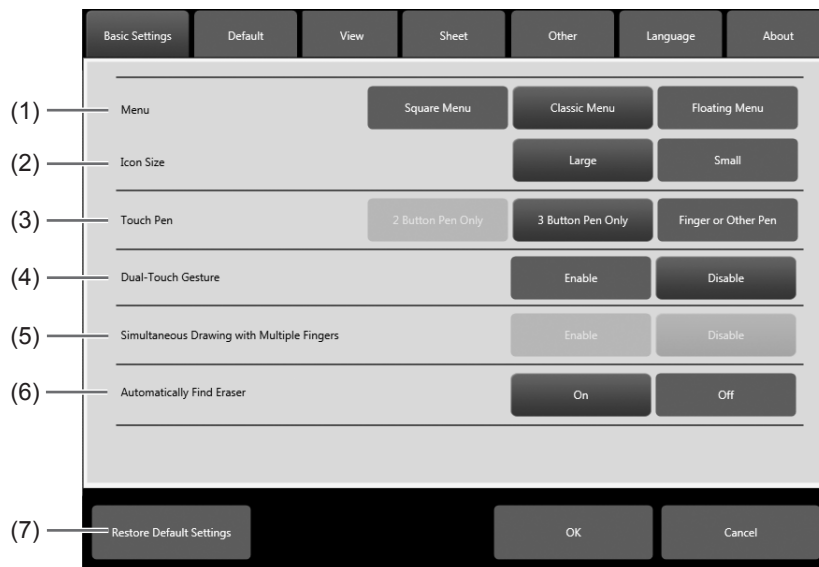 Basic Settings Default View Sheet Other Language About
(1) Menu Square Menu Classic Menu Floating Menu
(2) Icon Size Large Small
(3) Touch Pen 2 Button Pen Only 3 Button Pen Only Finger or Other Pen
(4) Dual-Touch Gesture Enable Disable
(5) Simultaneous Drawing with Multiple Fingers Enable Disable
(6) Automatically Find Eraser On Off
(7) Restore Default Settings OK Cancel